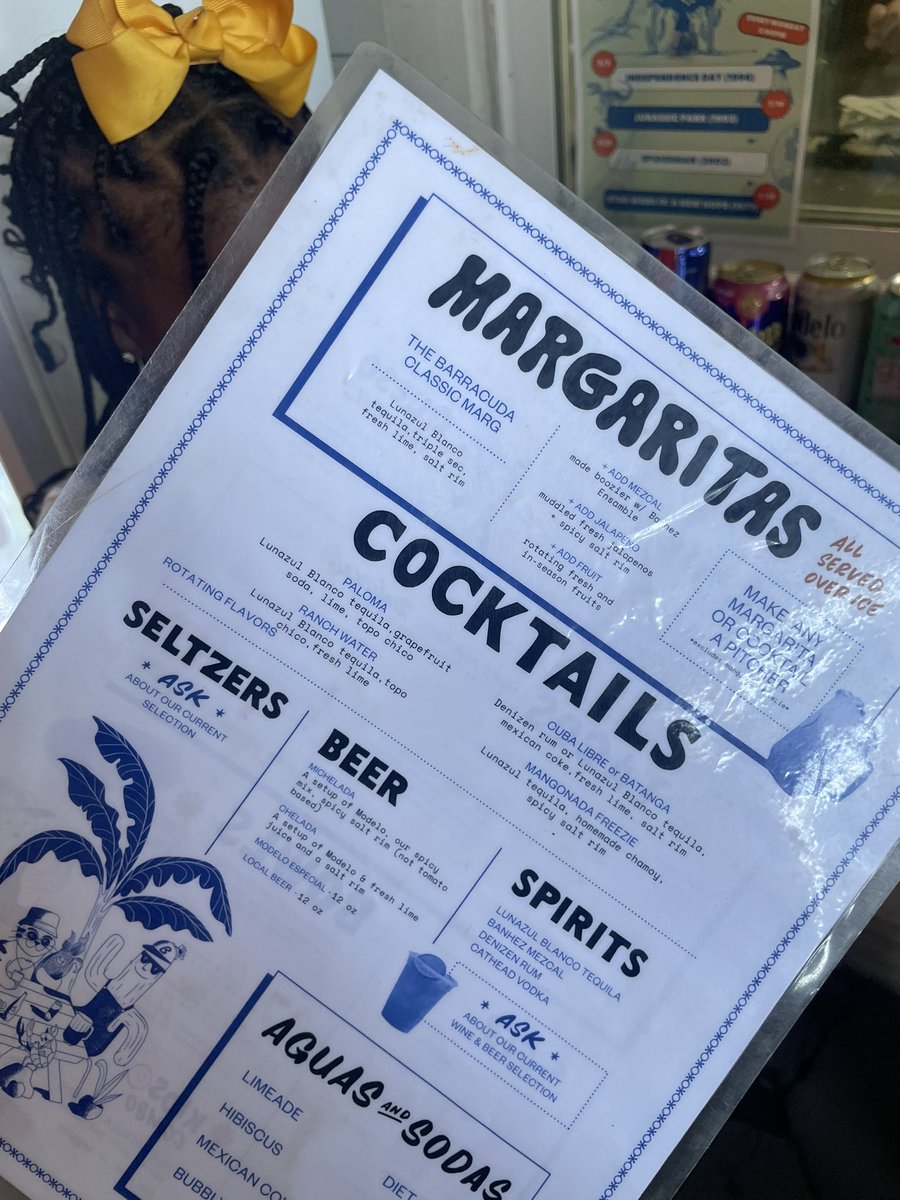 MARGARITAS
THE BARRACUDA
CLASSIC MARG
Lunazul Blanco
tequila, triple sec,
fresh lime, salt rim
+ ADD MEZCAL
made boozier w/ Banhez
Ensamble
+ ADD JALAPENO
muddled fresh jalapenos
+ spicy salt rim
+ ADD FRUIT
rotating fresh and
in-season fruits
ALL
SERVED
OVER ICE
MAKE ANY
MARGARITA
OR COCKTAIL
A PITCHER
COCKTAILS
PALOMA
Lunazul Blanco tequila, grapefruit
soda, lime, topo chico
RANCH WATER
Lunazul Blanco tequila, topo
chico, fresh lime
CUBA LIBRE or BATANGA
Denizen rum or Lunazul Blanco tequila,
mexican coke, fresh lime, salt rim
MANGONADA FREEZIE
Lunazul tequila, homemade chamoy,
spicy salt rim
ROTATING FLAVORS
SELTZERS
* ASK *
ABOUT OUR CURRENT
SELECTION
BEER
MICHELADA
A setup of Modelo, our spicy
mix, spicy salt rim (not tomato
based)
CHELADA
A setup of Modelo & fresh lime
juice and a salt rim
MODELO ESPECIAL - 12 oz
LOCAL BEER - 12 oz
SPIRITS
LUNAZUL BLANCO TEQUILA
BANHEZ MEZCAL
DENIZEN RUM
CATHEAD VODKA
* ASK *
ABOUT OUR CURRENT
WINE & BEER SELECTION
AGUAS AND SODAS
LIMEADE
HIBISCUS
MEXICAN CO
BUBBL
DIET
INDEPENDENCE DAY (1996)
JURASSIC PARK (1993)